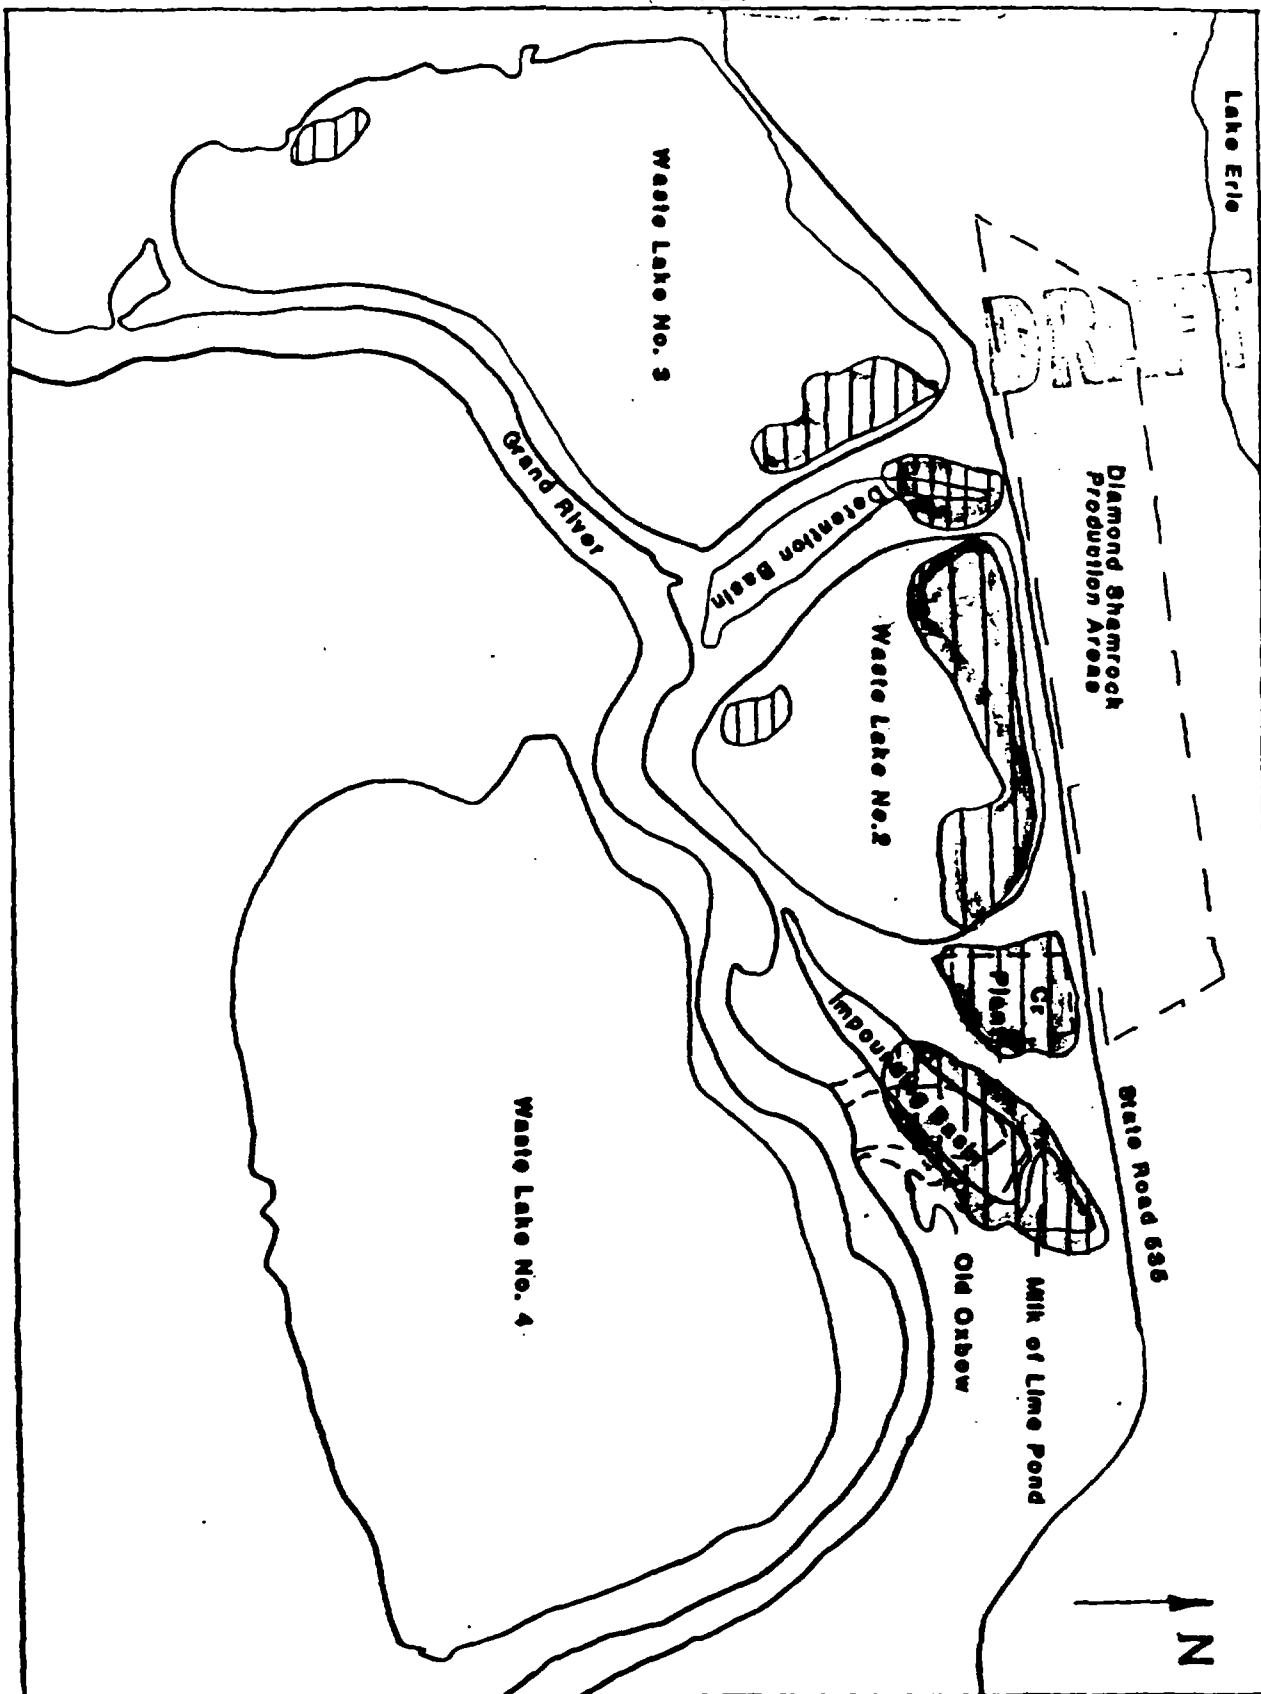 Lake Erie
DRAFT
Diamond Shamrock
Production Areas
State Road 535
Waste Lake No. 3
Detention Basin
Waste Lake No.2
Cr
Plant
Impounding Basin
Milk of Lime Pond
Old Oxbow
Grand River
Waste Lake No. 4
N